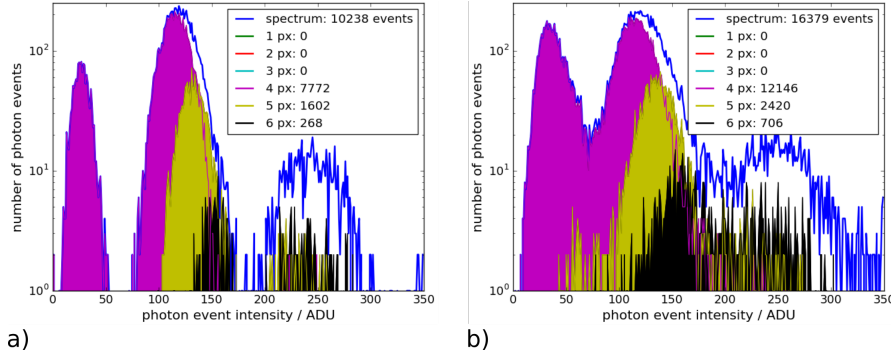 spectrum: 10238 events
1 px: 0
2 px: 0
3 px: 0
4 px: 7772
5 px: 1602
6 px: 268
number of photon events
10²
10¹
10⁰
0 50 100 150 200 250 300 350
photon event intensity / ADU
a)
spectrum: 16379 events
1 px: 0
2 px: 0
3 px: 0
4 px: 12146
5 px: 2420
6 px: 706
number of photon events
10²
10¹
10⁰
0 50 100 150 200 250 300 350
photon event intensity / ADU
b)